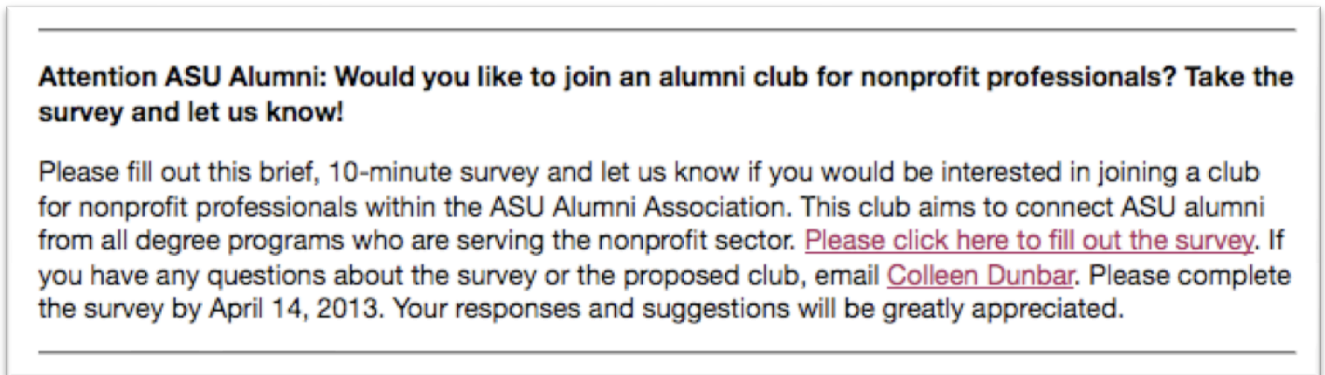 Attention ASU Alumni: Would you like to join an alumni club for nonprofit professionals? Take the
survey and let us know!
Please fill out this brief, 10-minute survey and let us know if you would be interested in joining a club
for nonprofit professionals within the ASU Alumni Association. This club aims to connect ASU alumni
from all degree programs who are serving the nonprofit sector. Please click here to fill out the survey. If
you have any questions about the survey or the proposed club, email Colleen Dunbar. Please complete
the survey by April 14, 2013. Your responses and suggestions will be greatly appreciated.